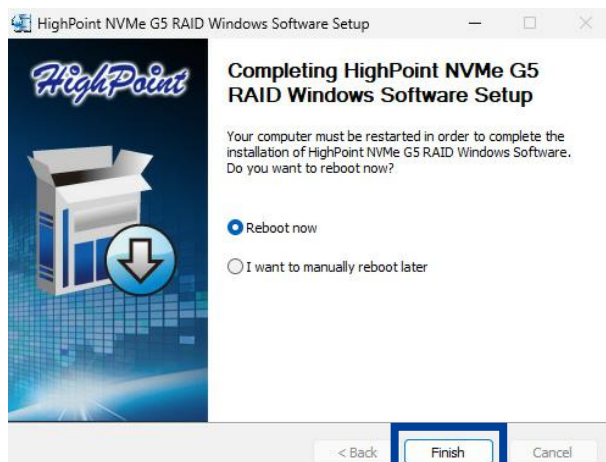 HighPoint NVMe G5 RAID Windows Software Setup
HighPoint
Completing HighPoint NVMe G5
RAID Windows Software Setup
Your computer must be restarted in order to complete the
installation of HighPoint NVMe G5 RAID Windows Software.
Do you want to reboot now?
Reboot now
I want to manually reboot later
< Back
Finish
Cancel